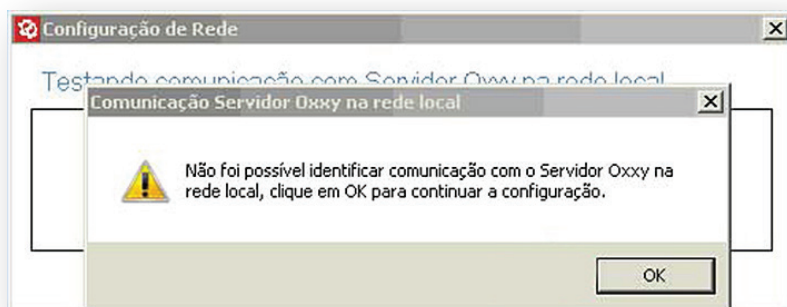 Configuração de Rede
Testando comunicação com Servidor Oxxy na rede local
Comunicação Servidor Oxxy na rede local
Não foi possível identificar comunicação com o Servidor Oxxy na
rede local, clique em OK para continuar a configuração.
OK